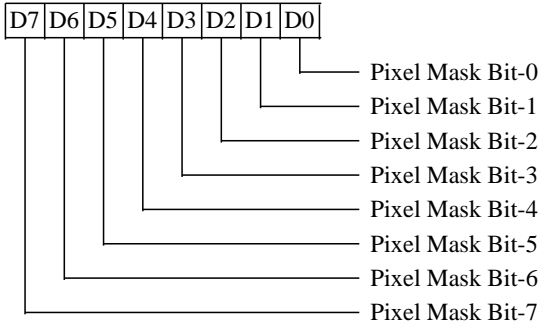 D7 D6 D5 D4 D3 D2 D1 D0
Pixel Mask Bit-0
Pixel Mask Bit-1
Pixel Mask Bit-2
Pixel Mask Bit-3
Pixel Mask Bit-4
Pixel Mask Bit-5
Pixel Mask Bit-6
Pixel Mask Bit-7